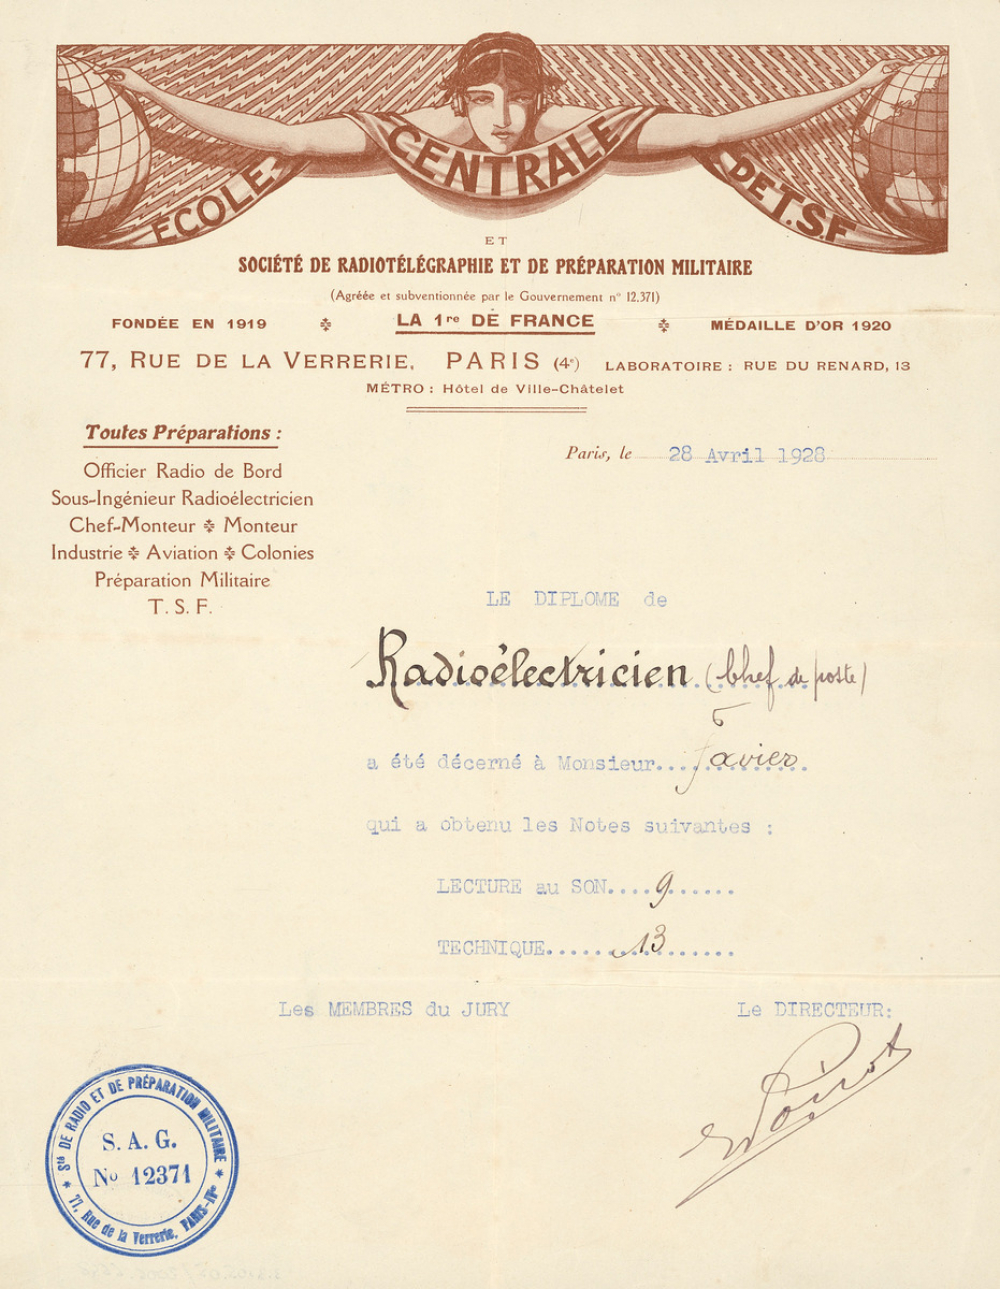 ÉCOLE CENTRALE DE T.S.F
ET
SOCIÉTÉ DE RADIOTÉLÉGRAPHIE ET DE PRÉPARATION MILITAIRE
(Agréée et subventionnée par le Gouvernement n° 12.371)
FONDÉE EN 1919 LA 1re DE FRANCE MÉDAILLE D'OR 1920
77, RUE DE LA VERRERIE, PARIS (4e) LABORATOIRE : RUE DU RENARD, 13
MÉTRO : Hôtel de Ville-Châtelet
Toutes Préparations :
Officier Radio de Bord
Sous-Ingénieur Radioélectricien
Chef-Monteur Monteur
Industrie Aviation Colonies
Préparation Militaire
T. S. F.
Paris, le 28 Avril 1928
LE DIPLOME de
Radioélectricien (Chef de poste)
a été décerné à Monsieur...Favier
qui a obtenu les Notes suivantes :
LECTURE au SON....9......
TECHNIQUE......13.......
Les MEMBRES du JURY Le DIRECTEUR:
Poirot
Sté DE RADIO ET DE PRÉPARATION MILITAIRE
S. A. G.
No 12371
77, Rue de la Verrerie, PARIS-IVe